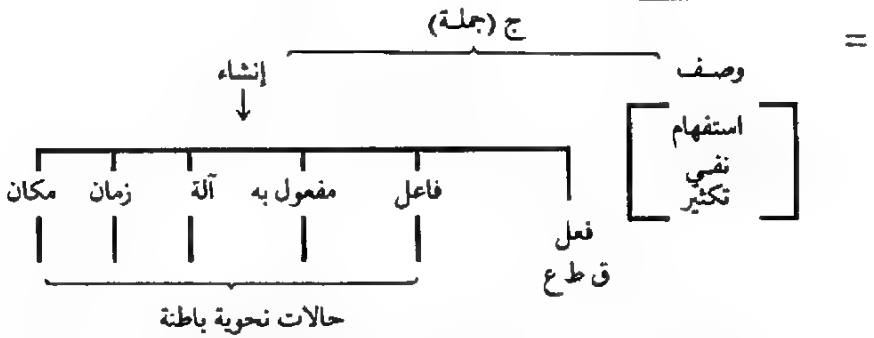 ج (جملة)
=
وصف
إنشاء
استفهام
نفي
تكثير
فاعل
مفعول به
آلة
زمان
مكان
فعل
ق ط ع
حالات نحوية باطنة